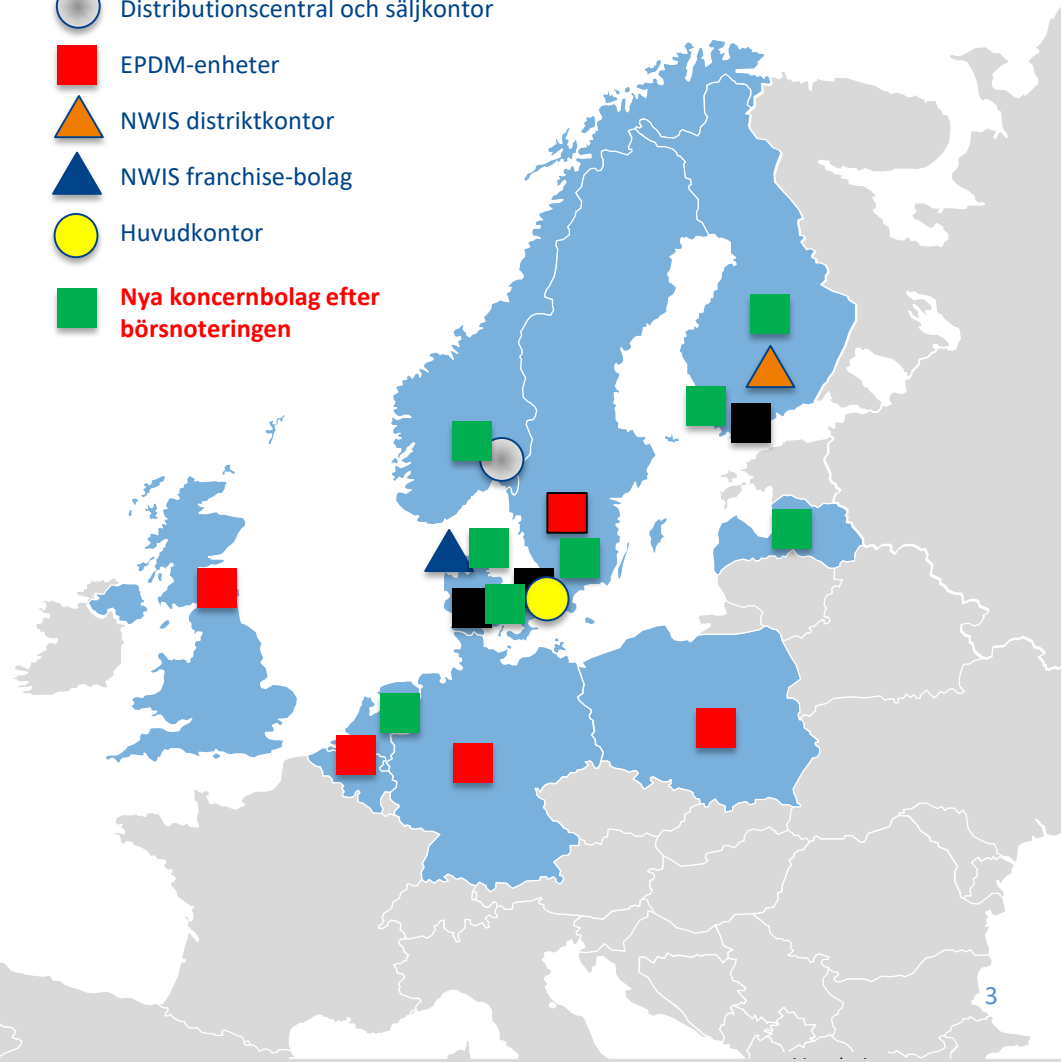 Distributionscentral och säljkontor
EPDM-enheter
NWIS distriktkontor
NWIS franchise-bolag
Huvudkontor
Nya koncernbolag efter
börsnoteringen
3